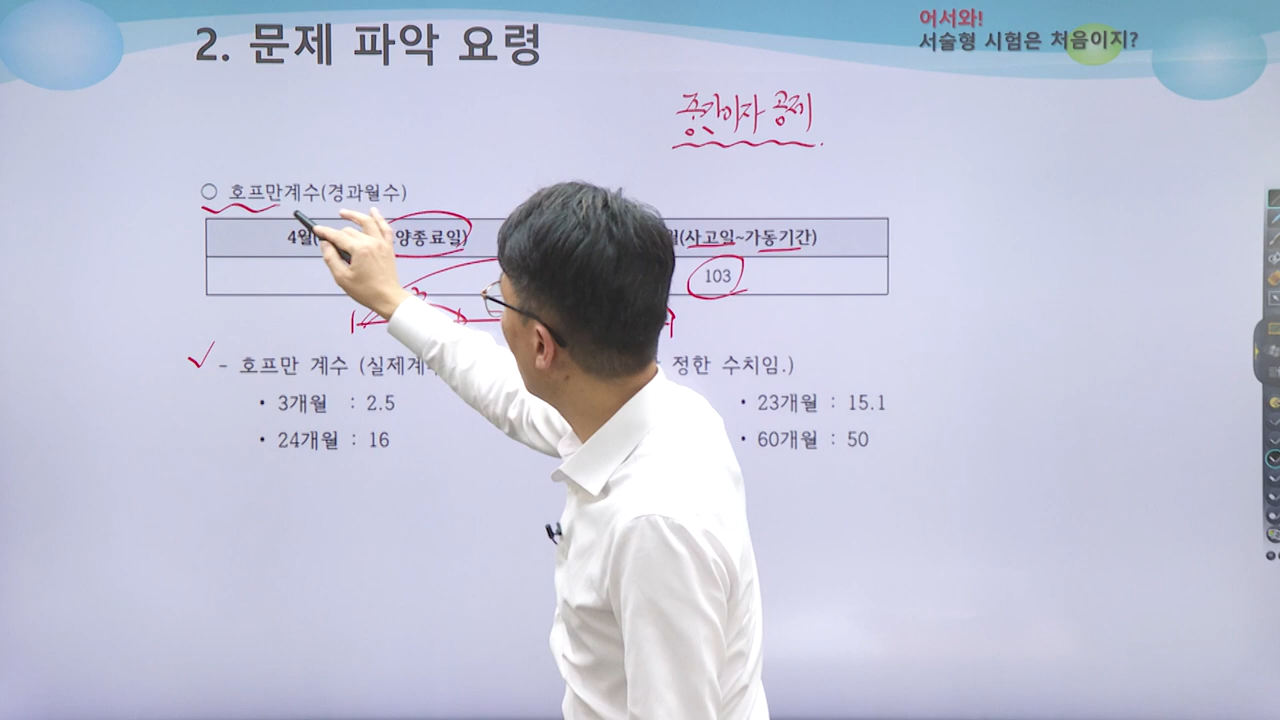 어서와!
서술형 시험은 처음이지?
2. 문제 파악 요령
중간이자 공제
○ 호프만계수(경과월수)
4월( 양종료일)
(사고일~가동기간)
103
- 호프만 계수 (실제계 정한 수치임.)
• 3개월 : 2.5
• 23개월 : 15.1
• 24개월 : 16
• 60개월 : 50